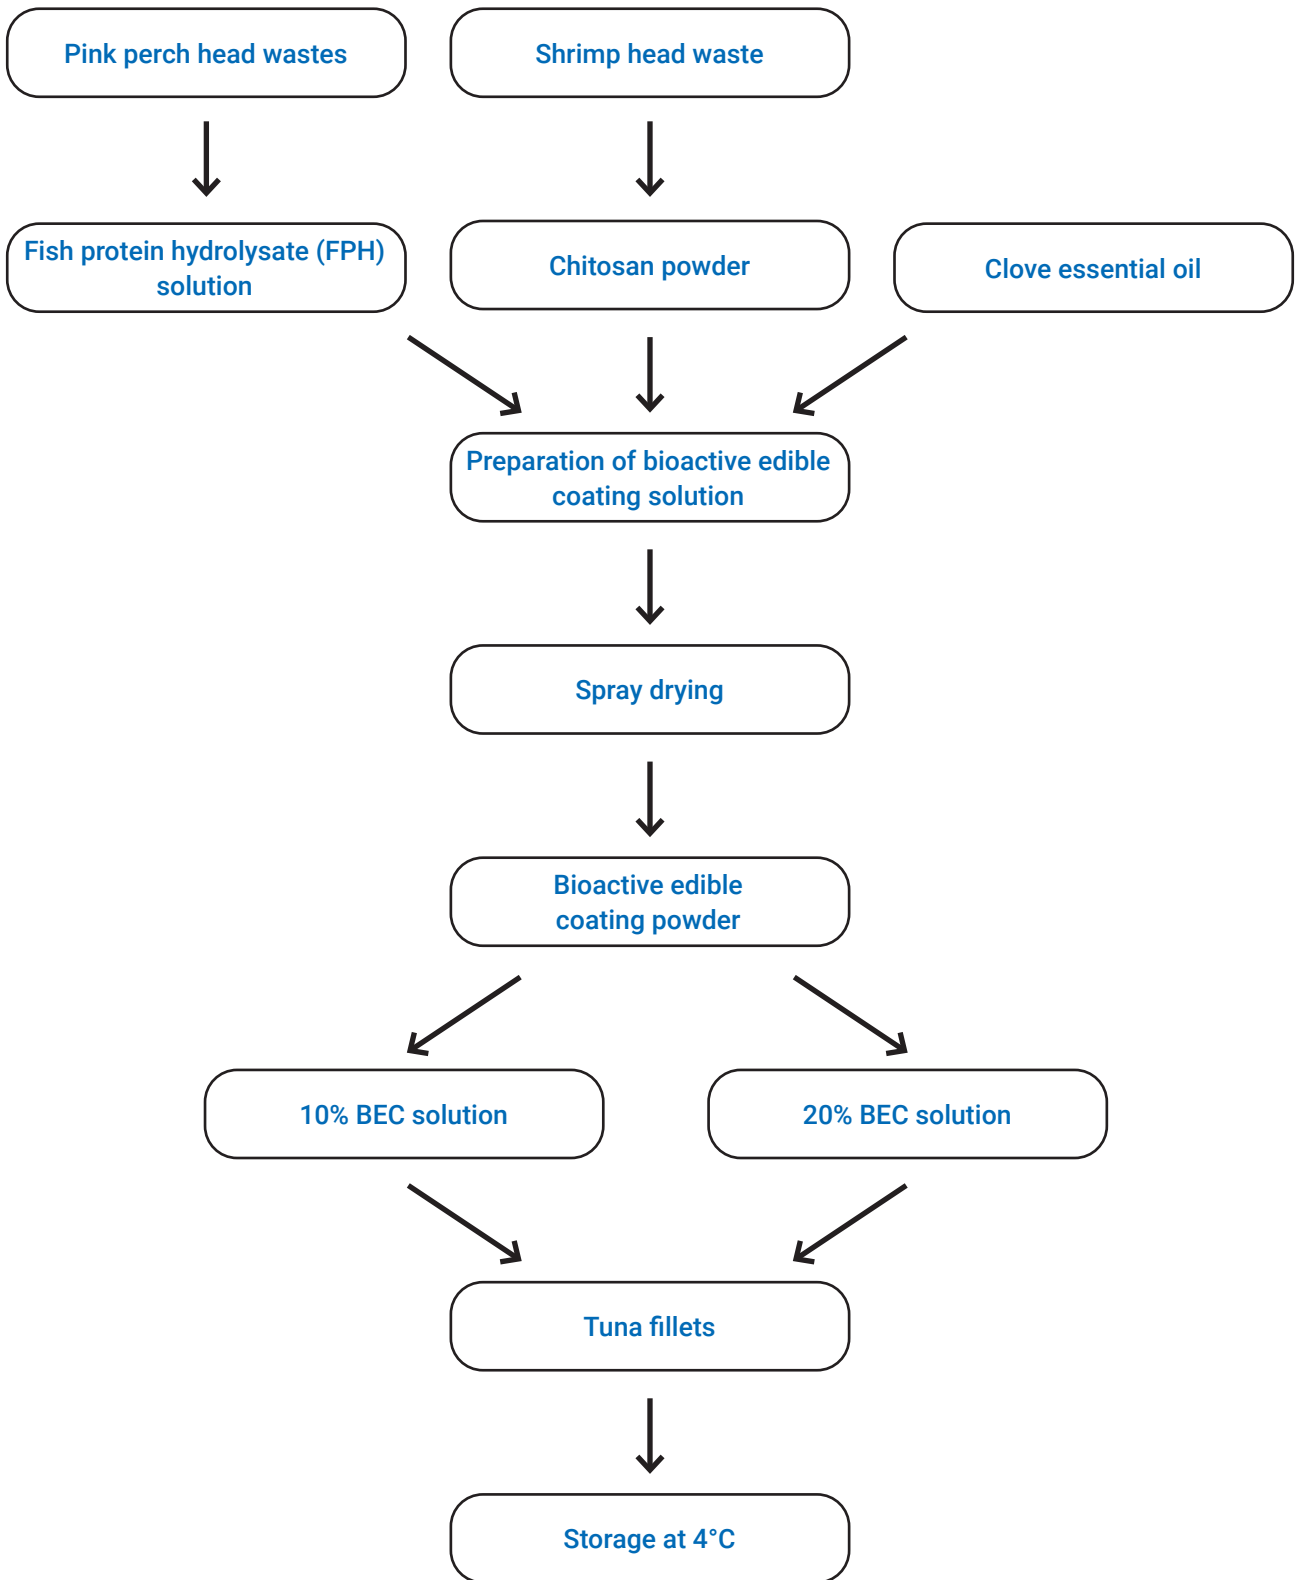 Pink perch head wastes
Shrimp head waste
Fish protein hydrolysate (FPH)
solution
Chitosan powder
Clove essential oil
Preparation of bioactive edible
coating solution
Spray drying
Bioactive edible
coating powder
10% BEC solution
20% BEC solution
Tuna fillets
Storage at 4°C